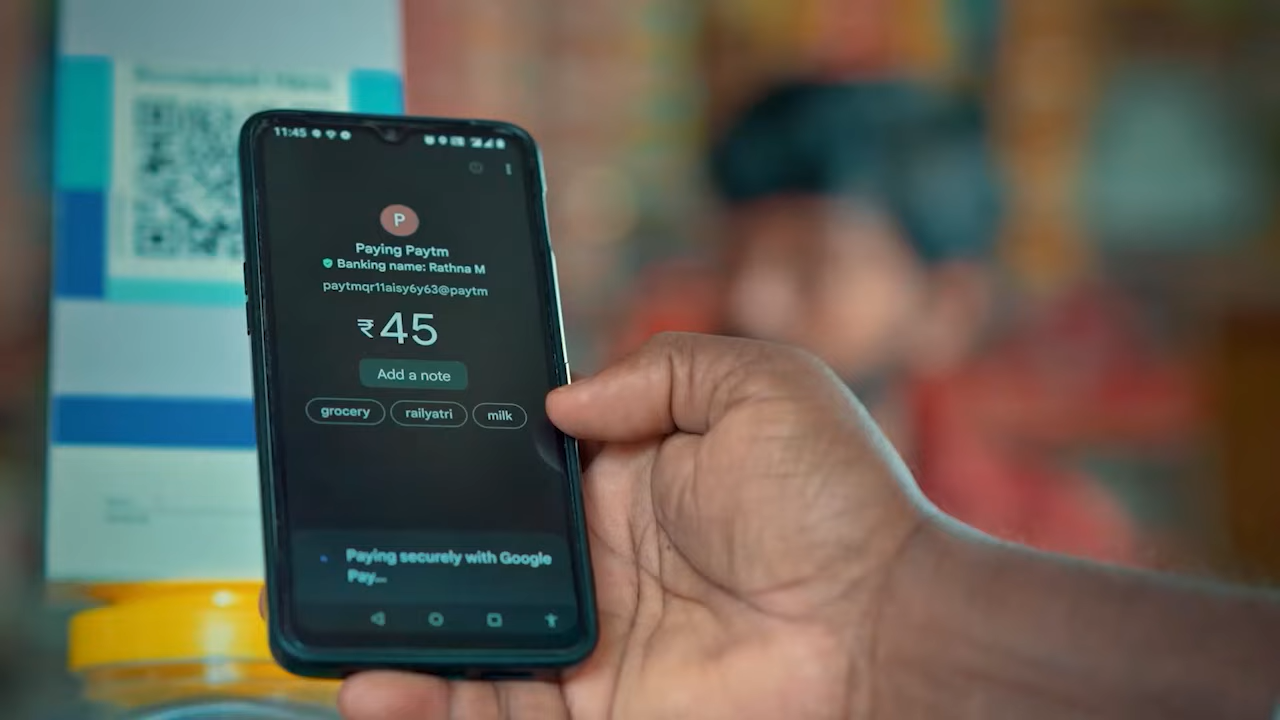 11:45
P
Paying Paytm
Banking name: Rathna M
paytmqr11aisy6y63@paytm
₹45
Add a note
grocery
railyatri
milk
Paying securely with Google
Pay...